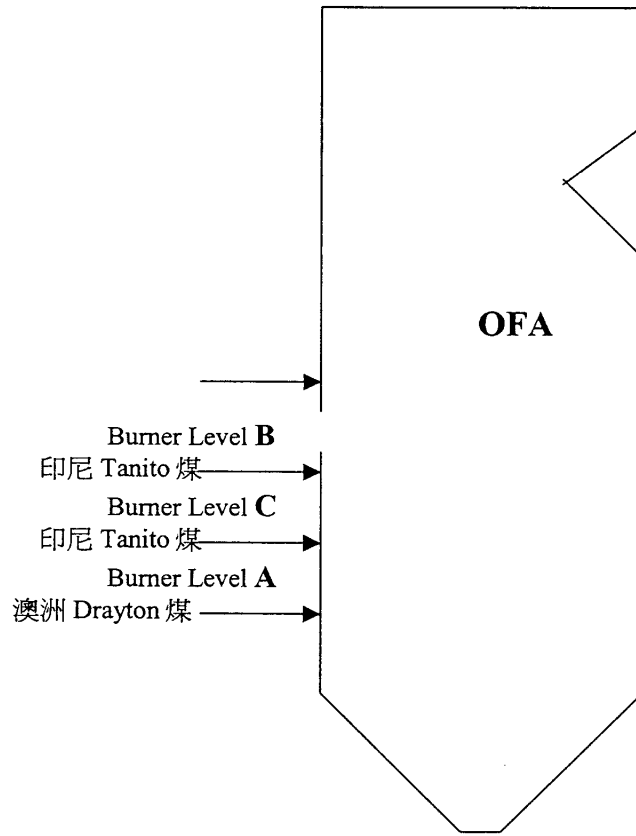 OFA
Burner Level B
印尼 Tanito 煤
Burner Level C
印尼 Tanito 煤
Burner Level A
澳洲 Drayton 煤